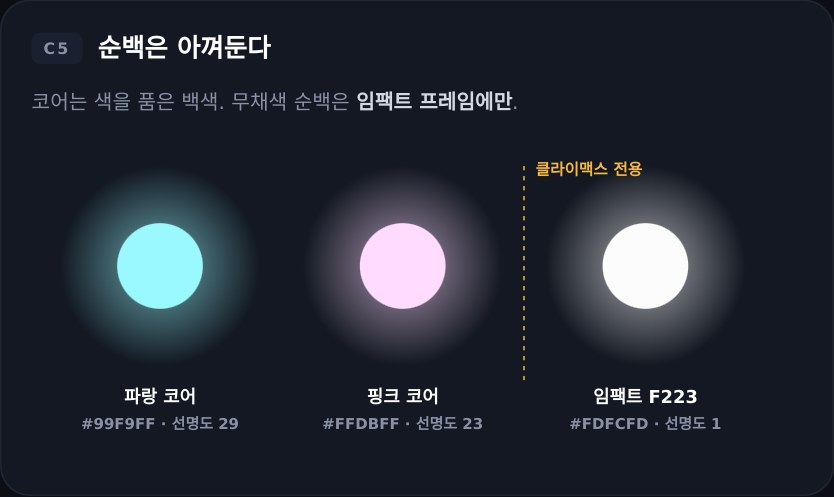 C5 순백은 아껴둔다
코어는 색을 품은 백색. 무채색 순백은 임팩트 프레임에만.
클라이맥스 전용
파랑 코어
#99F9FF · 선명도 29
핑크 코어
#FFDBFF · 선명도 23
임팩트 F223
#FDFCFD · 선명도 1